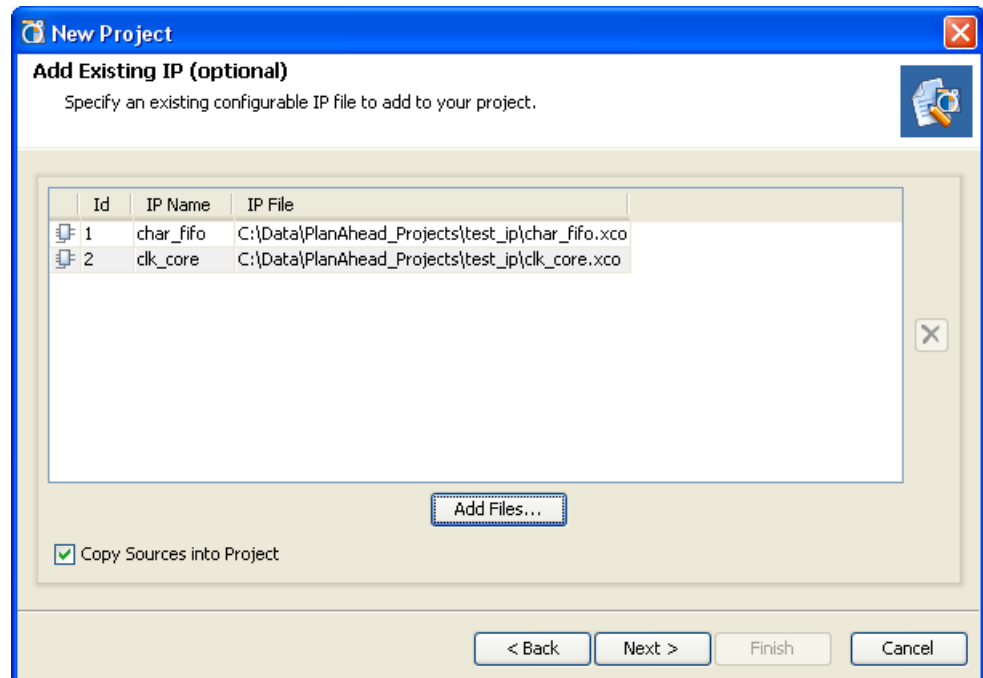 New Project
Add Existing IP (optional)
Specify an existing configurable IP file to add to your project.
Id IP Name IP File
1 char_fifo C:\Data\PlanAhead_Projects\test_ip\char_fifo.xco
2 clk_core C:\Data\PlanAhead_Projects\test_ip\clk_core.xco
Add Files...
Copy Sources into Project
< Back Next > Finish Cancel